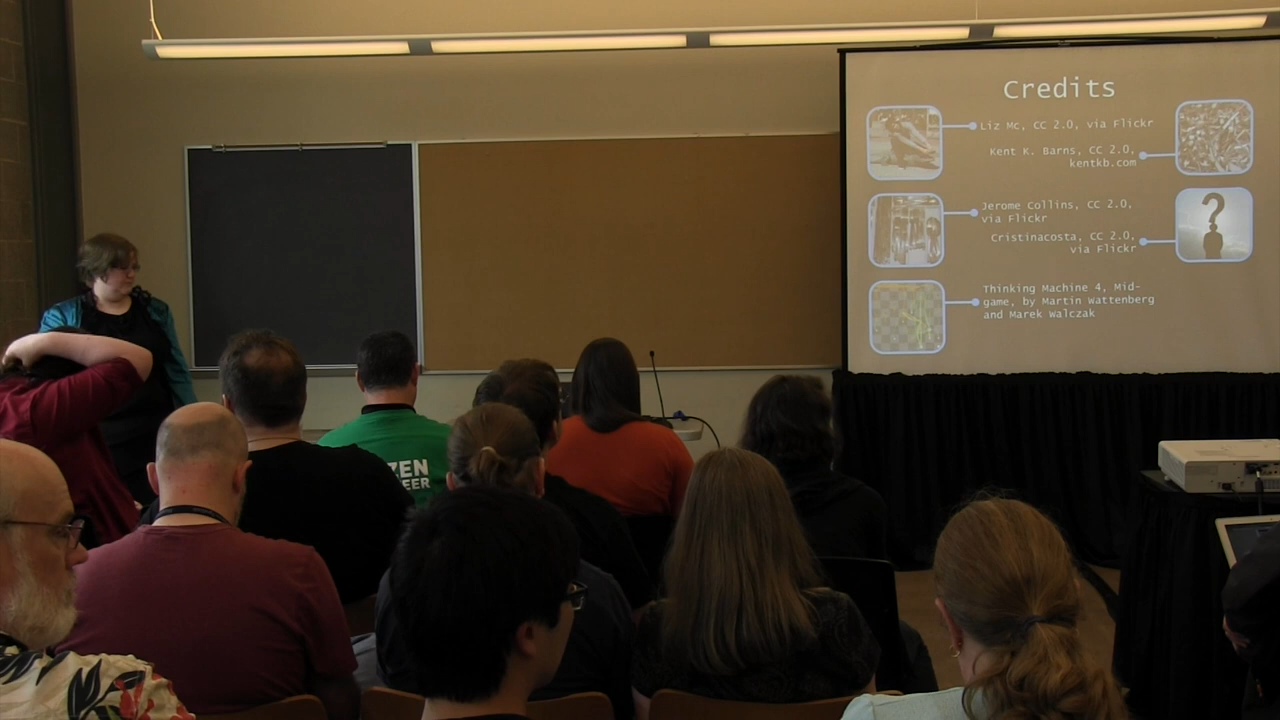 Credits
Liz Mc, CC 2.0, via Flickr
Kent K. Barns, CC 2.0,
kentkb.com
Jerome Collins, CC 2.0,
via Flickr
Cristinacosta, CC 2.0,
via Flickr
Thinking Machine 4, Mid-
game, by Martin Wattenberg
and Marek Walczak
ZEN
EER